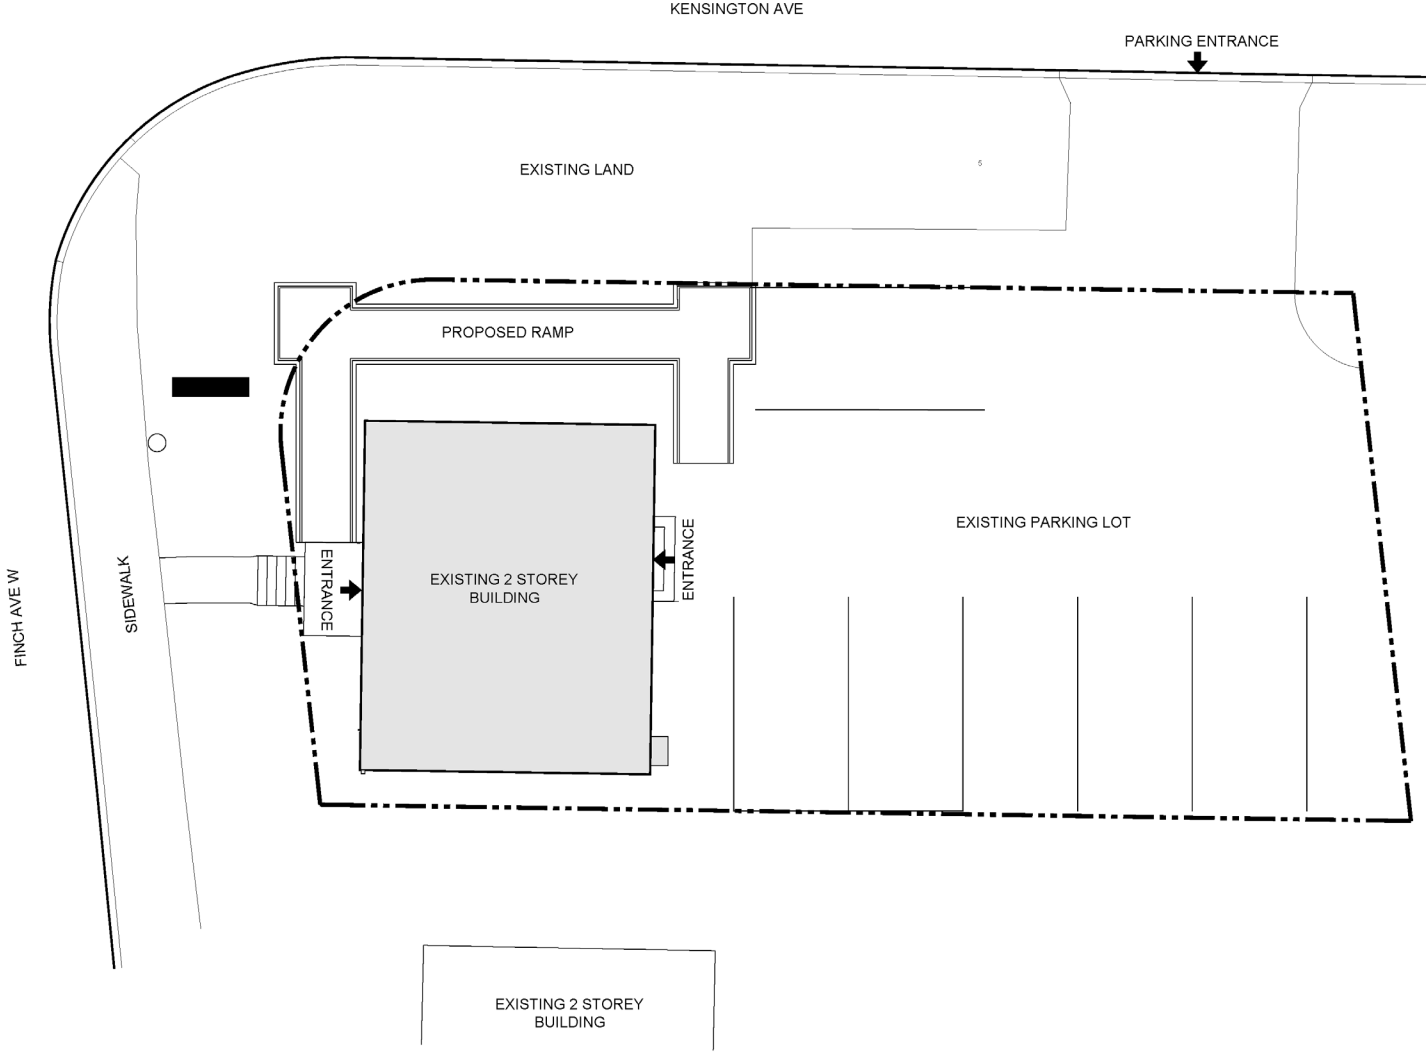 KENSINGTON AVE
PARKING ENTRANCE
EXISTING LAND
PROPOSED RAMP
EXISTING PARKING LOT
ENTRANCE
ENTRANCE
EXISTING 2 STOREY
BUILDING
SIDEWALK
FINCH AVE W
EXISTING 2 STOREY
BUILDING